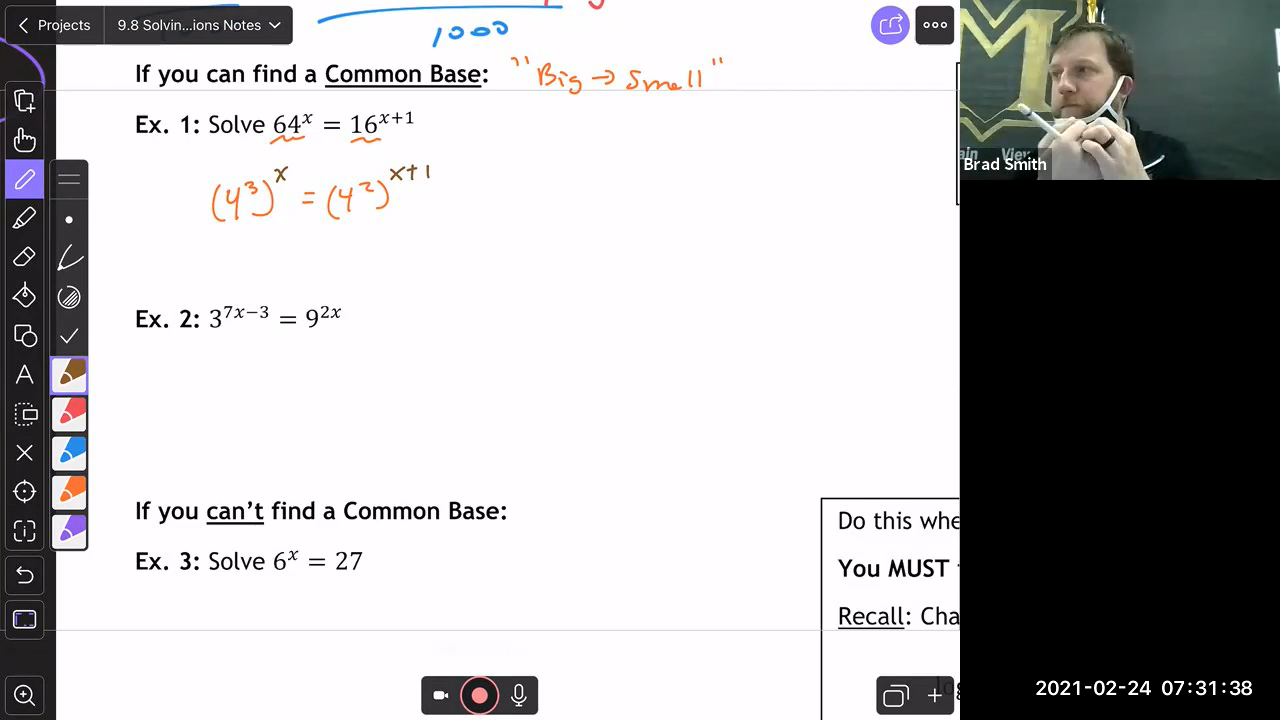 Projects
9.8 Solvin...ions Notes
1000
If you can find a Common Base: "Big → Small"
Ex. 1: Solve 64^x = 16^{x+1}
(4^3)^x = (4^2)^{x+1}
Ex. 2: 3^{7x−3} = 9^{2x}
If you can't find a Common Base:
Ex. 3: Solve 6^x = 27
Do this whe
You MUST
Recall: Cha
Brad Smith
2021-02-24 07:31:38